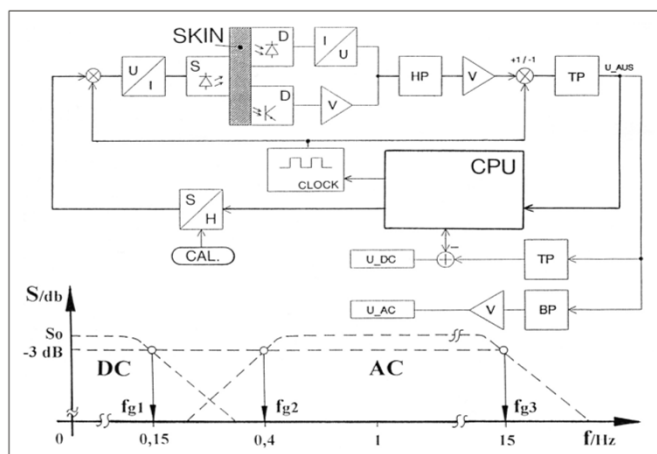 SKIN
D
I
U
U
I
S
HP
V
+1 / -1
TP
U_AUS
D
V
CLOCK
CPU
S
H
CAL.
−
U_DC
+
TP
U_AC
V
BP
S/db
So
-3 dB
DC
AC
fg1
fg2
fg3
0
0,15
0,4
1
15
f/Hz